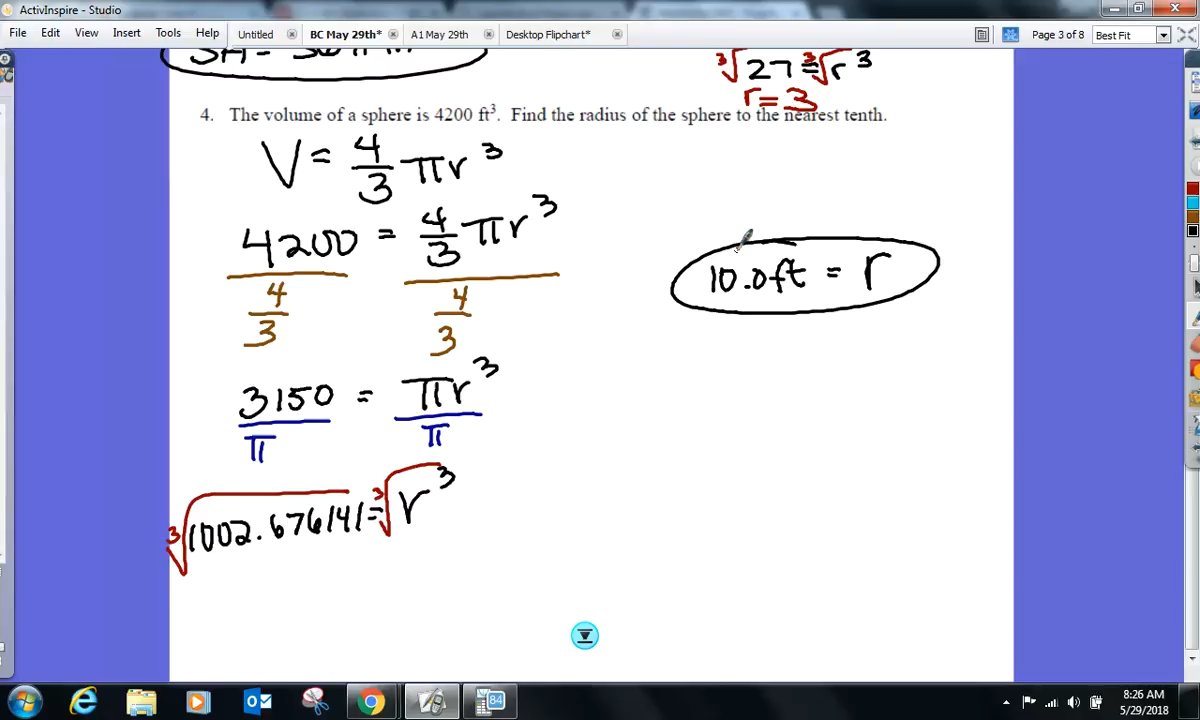 ActivInspire - Studio
File Edit View Insert Tools Help
Untitled BC May 29th* A1 May 29th Desktop Flipchart*
Page 3 of 8 Best Fit
∛27 = ∛r³
r = 3
4. The volume of a sphere is 4200 ft³. Find the radius of the sphere to the nearest tenth.
V = 4/3 πr³
4200 = 4/3 πr³
4/3 4/3
10.0ft = r
3150 = πr³
π π
∛1002.676141 = ∛r³
84
8:26 AM
5/29/2018